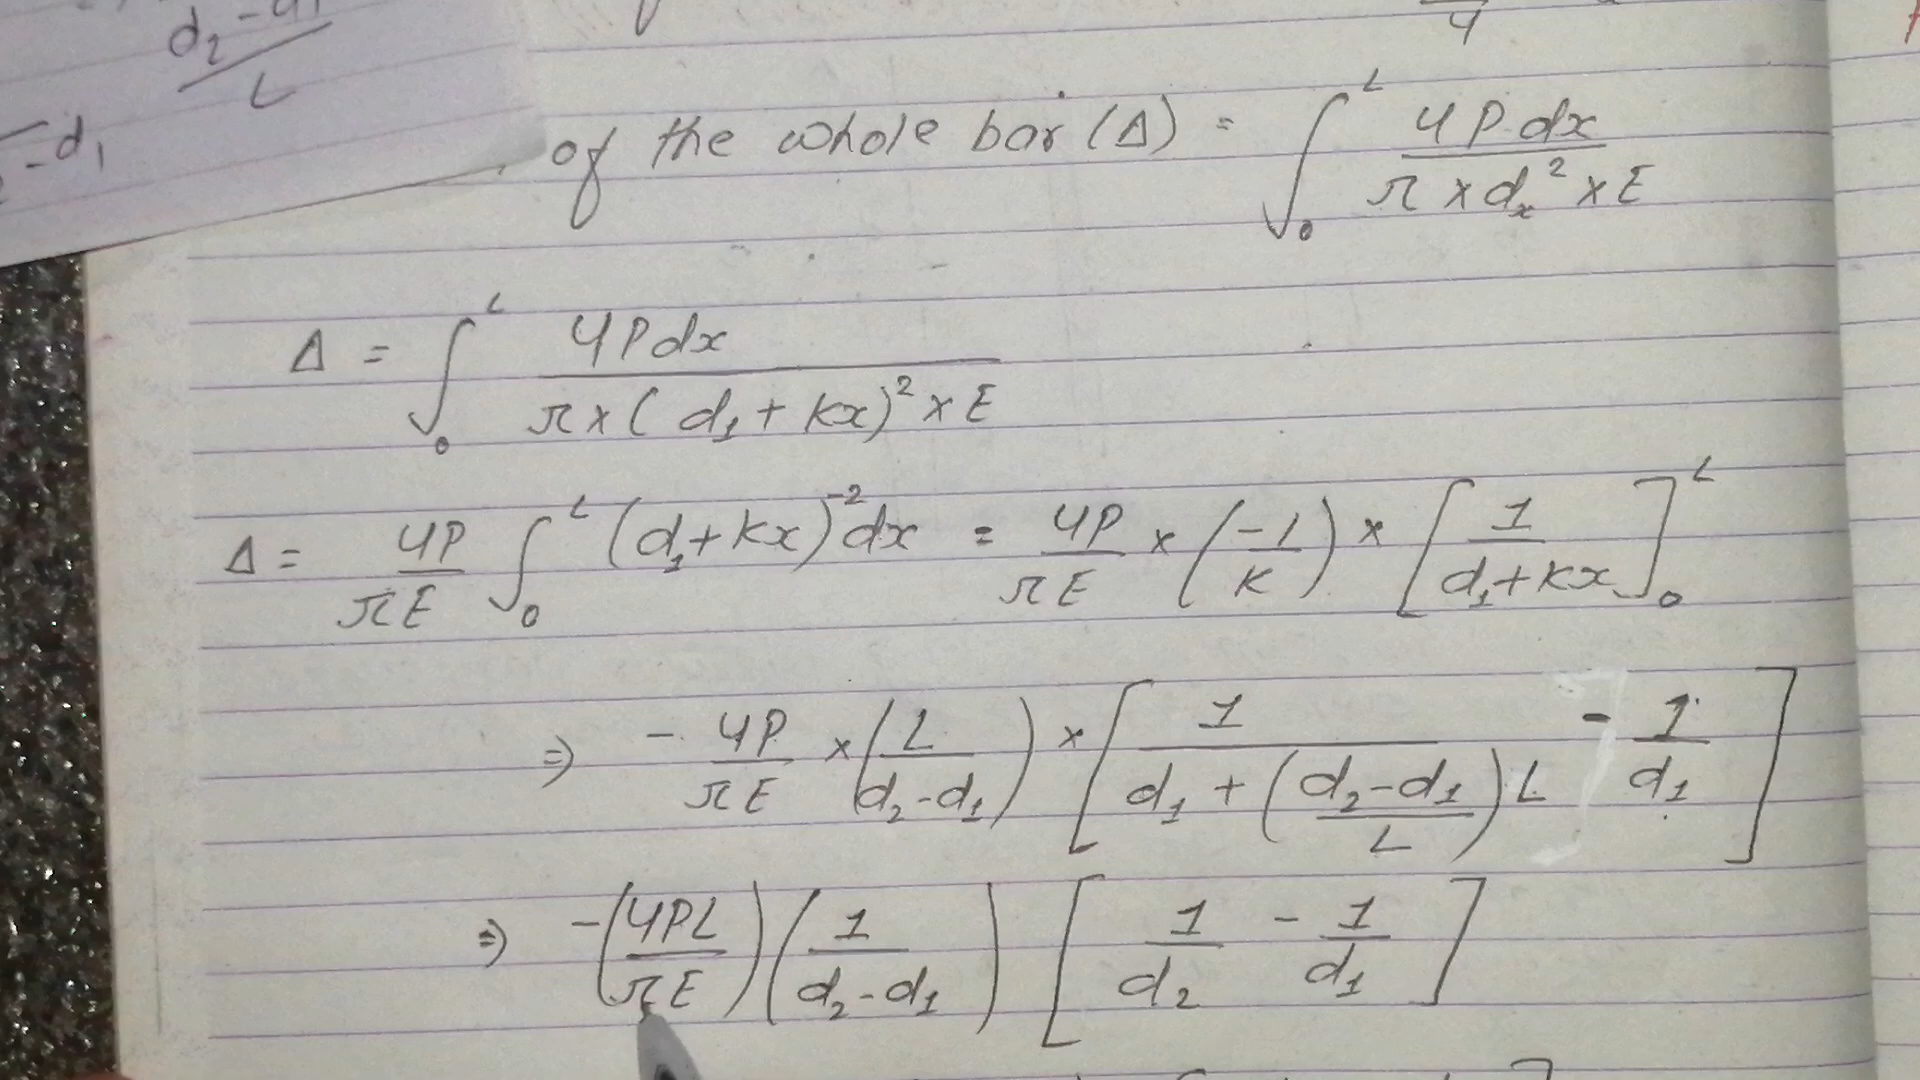 d₂ - d₁
L
- d₁
4
of the whole bar (Δ) = ∫₀ᴸ 4P dx / π × dₓ² × E
Δ = ∫₀ᴸ 4P dx / π × (d₁ + kx)² × E
Δ = 4P / πE ∫₀ᴸ (d₁ + kx)⁻² dx = 4P / πE × (-1 / K) × [1 / d₁ + kx]₀ᴸ
⇒ - 4P / πE × (L / d₂ - d₁) × [1 / d₁ + (d₂ - d₁ / L) L - 1 / d₁]
⇒ -(4PL / πE) (1 / d₂ - d₁) [1 / d₂ - 1 / d₁]